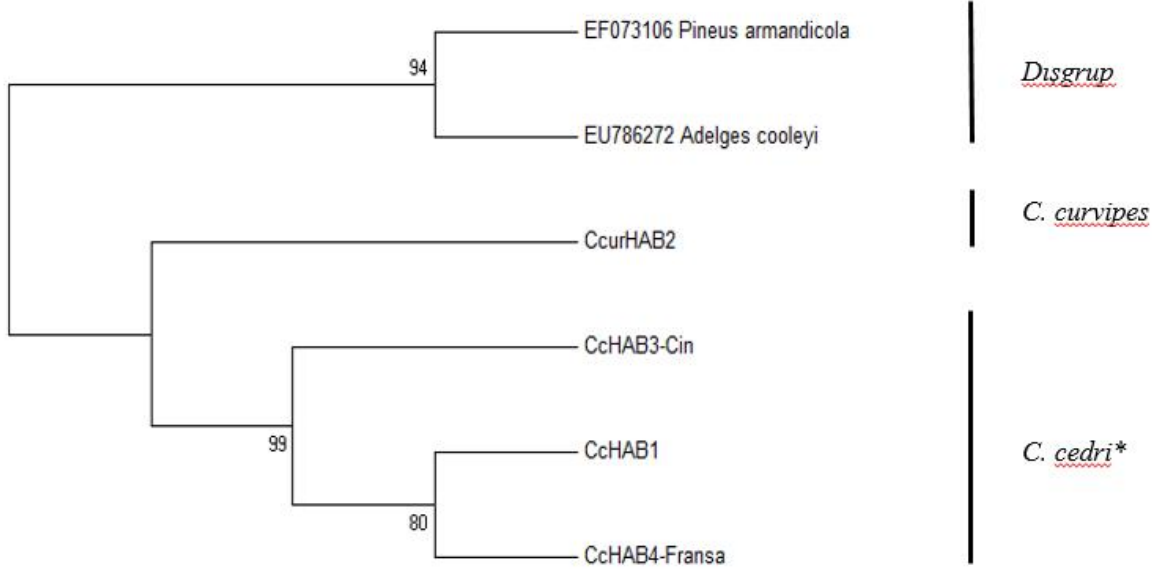 EF073106 Pineus armandicola
94
Dışgrup
EU786272 Adelges cooleyi
C. curvipes
CcurHAB2
CcHAB3-Cin
99
CcHAB1
C. cedri*
80
CcHAB4-Fransa